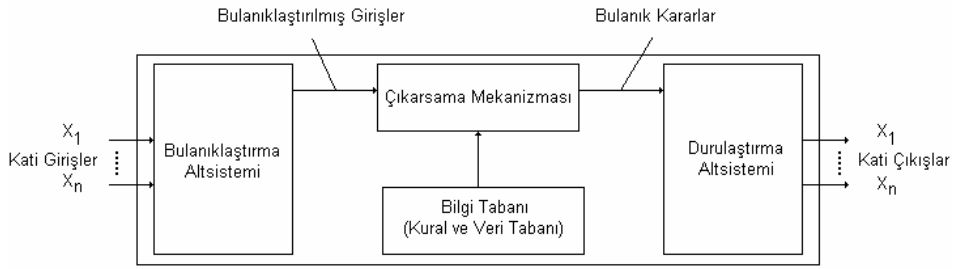 Bulanıklaştırılmış Girişler
Bulanık Kararlar
X1
Kati Girişler
Xn
Bulanıklaştırma
Altsistemi
Çıkarsama Mekanizması
Bilgi Tabanı
(Kural ve Veri Tabanı)
Durulaştırma
Altsistemi
X1
Kati Çıkışlar
Xn